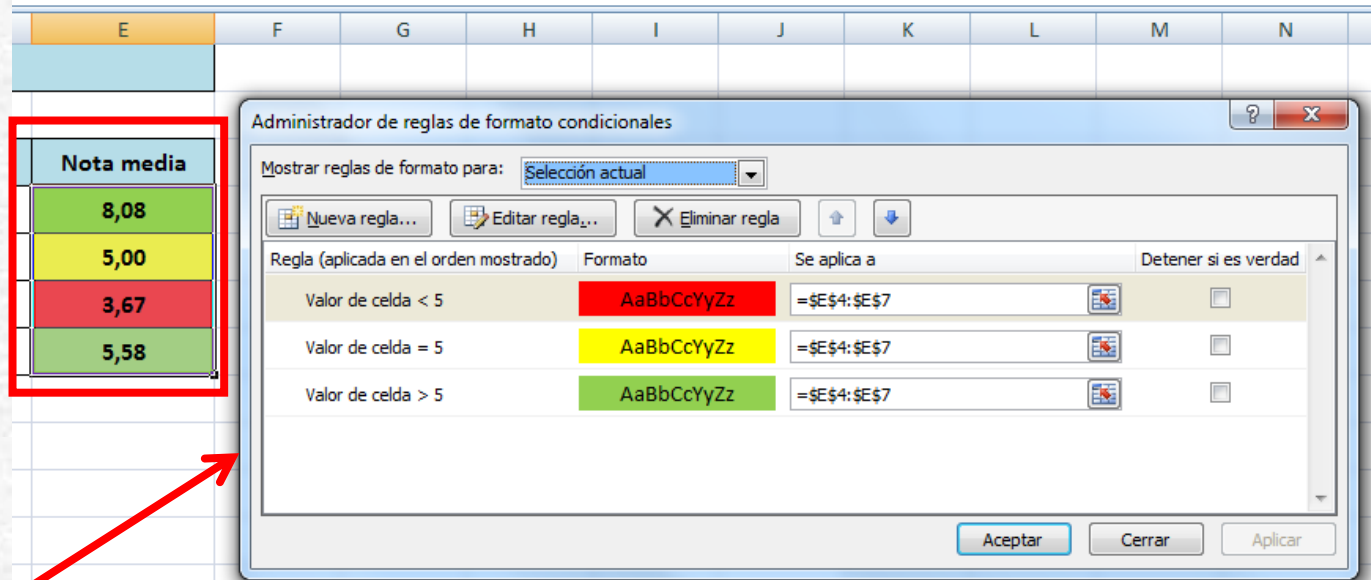 E F G H I J K L M N
Administrador de reglas de formato condicionales
Mostrar reglas de formato para: Selección actual
Nueva regla... Editar regla... Eliminar regla
Regla (aplicada en el orden mostrado) Formato Se aplica a Detener si es verdad
Valor de celda < 5 AaBbCcYyZz =$E$4:$E$7
Valor de celda = 5 AaBbCcYyZz =$E$4:$E$7
Valor de celda > 5 AaBbCcYyZz =$E$4:$E$7
Aceptar Cerrar Aplicar
Nota media
8,08
5,00
3,67
5,58